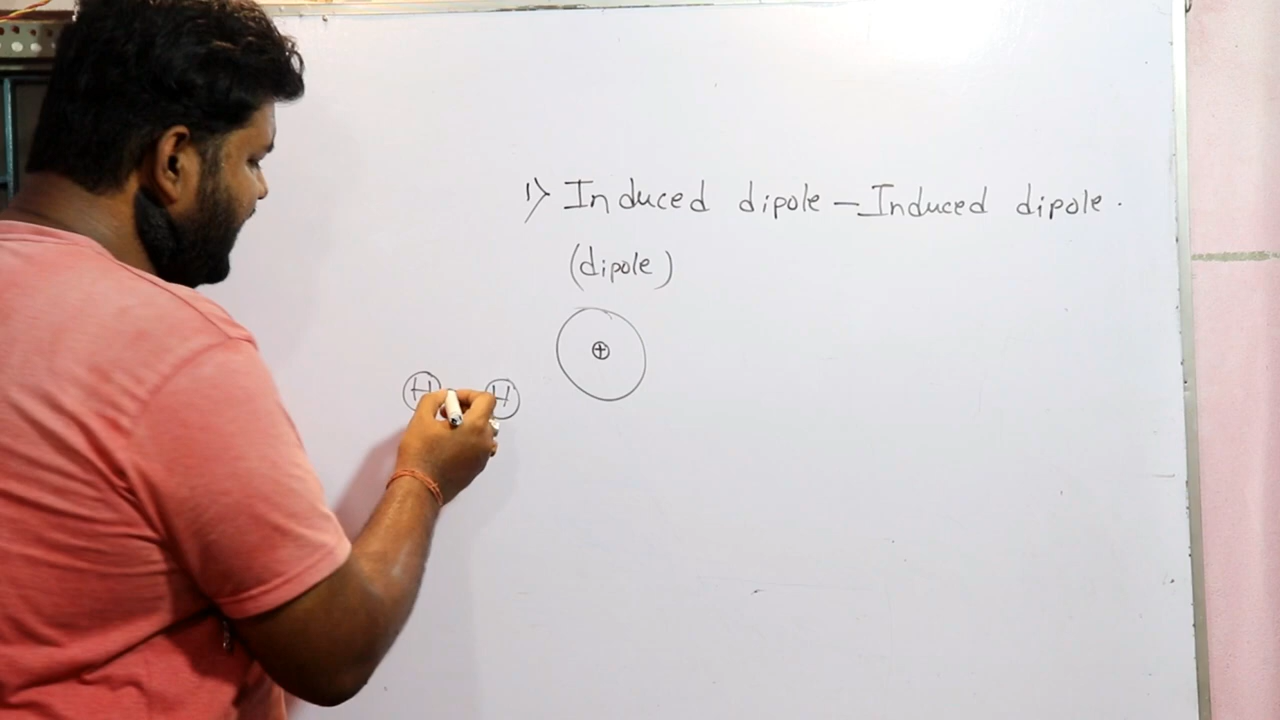 1) Induced dipole – Induced dipole.
(dipole)
⊕
H H